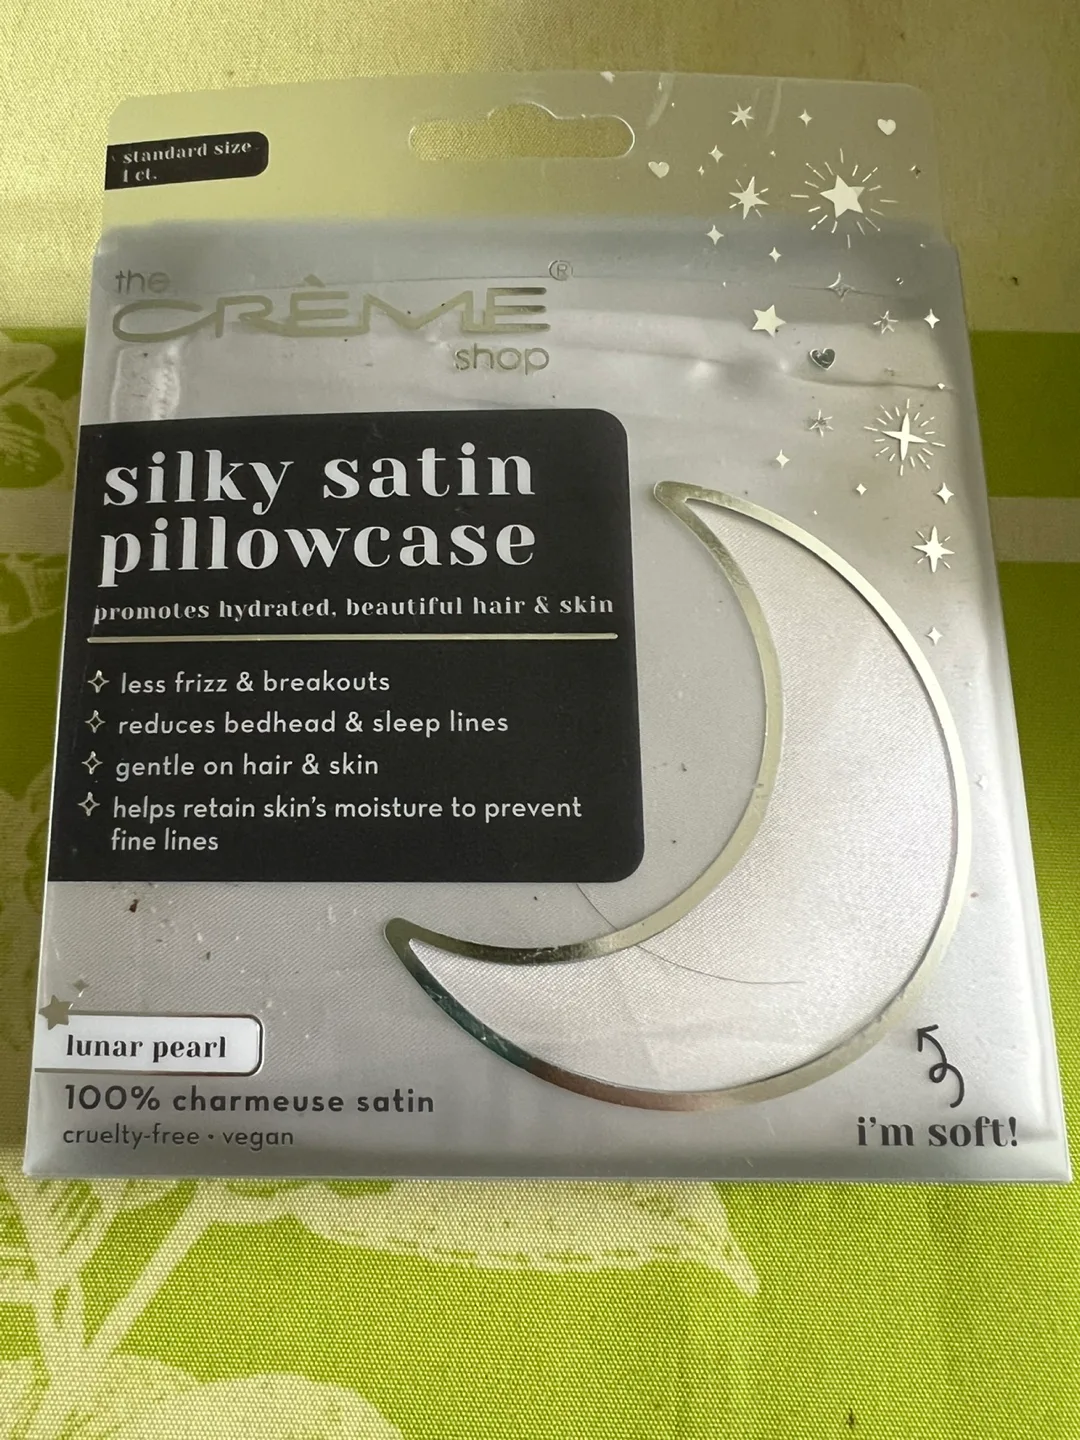 standard size
1 ct.
the
CRÈME®
shop
silky satin
pillowcase
promotes hydrated, beautiful hair & skin
less frizz & breakouts
reduces bedhead & sleep lines
gentle on hair & skin
helps retain skin's moisture to prevent
fine lines
lunar pearl
100% charmeuse satin
cruelty-free • vegan
i'm soft!